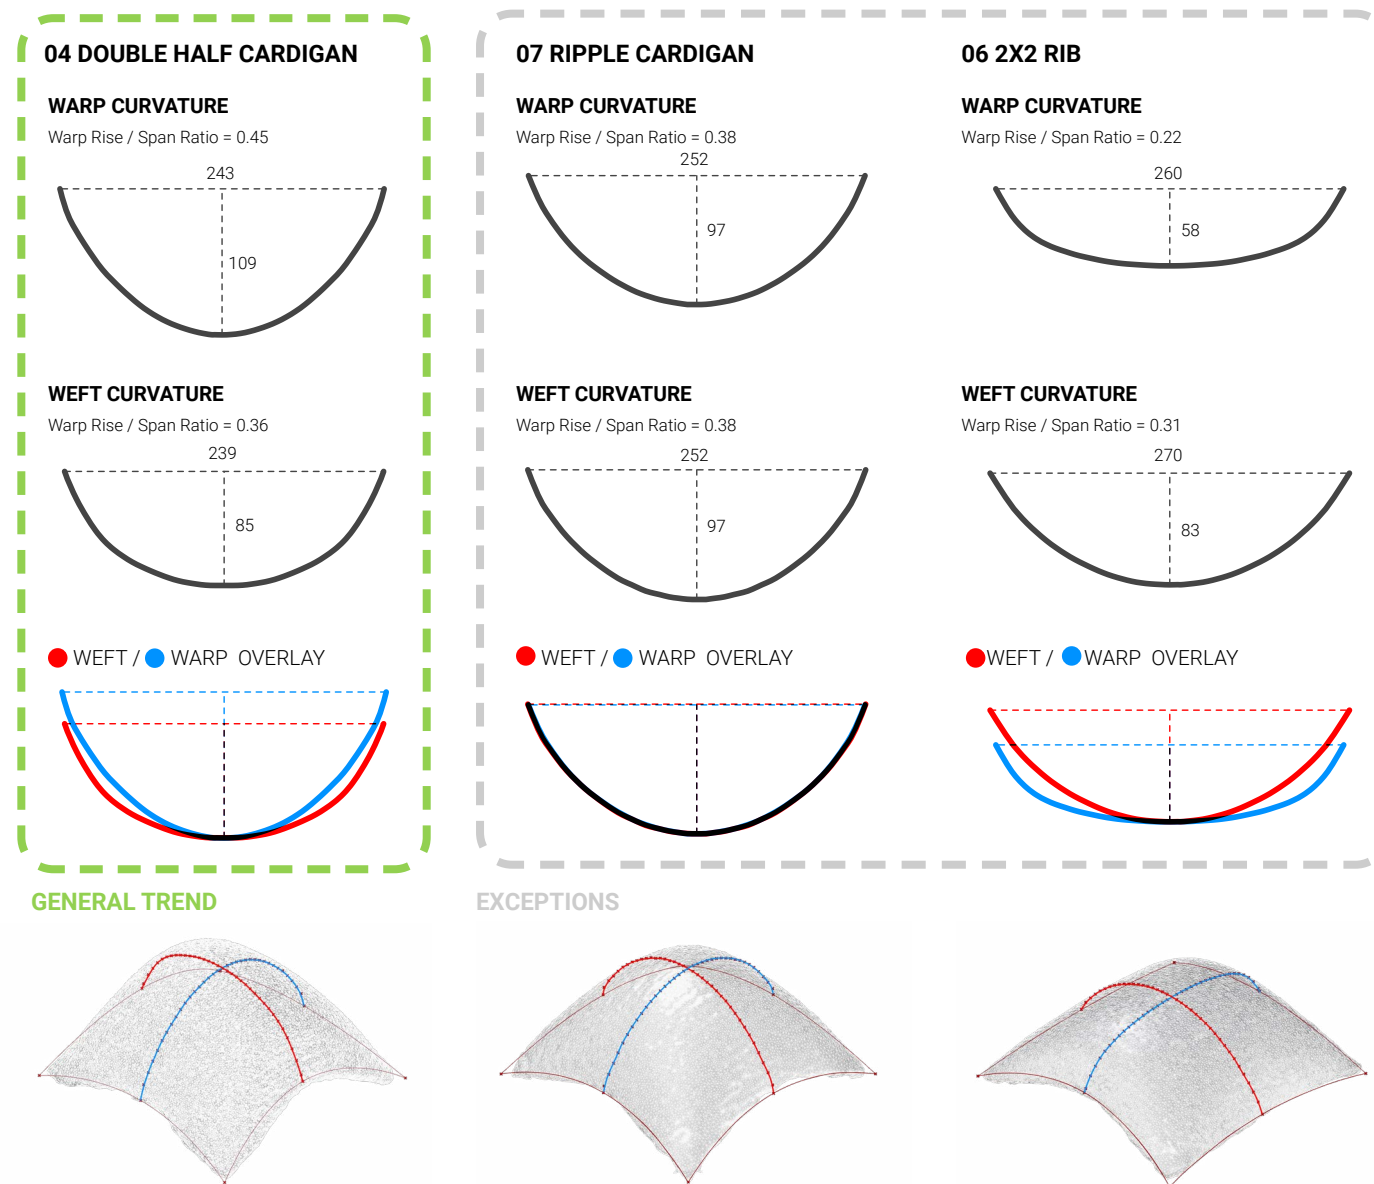 04 DOUBLE HALF CARDIGAN
WARP CURVATURE
Warp Rise / Span Ratio = 0.45
243
109
WEFT CURVATURE
Warp Rise / Span Ratio = 0.36
239
85
WEFT / WARP OVERLAY
GENERAL TREND
07 RIPPLE CARDIGAN
WARP CURVATURE
Warp Rise / Span Ratio = 0.38
252
97
WEFT CURVATURE
Warp Rise / Span Ratio = 0.38
252
97
WEFT / WARP OVERLAY
06 2X2 RIB
WARP CURVATURE
Warp Rise / Span Ratio = 0.22
260
58
WEFT CURVATURE
Warp Rise / Span Ratio = 0.31
270
83
WEFT / WARP OVERLAY
EXCEPTIONS